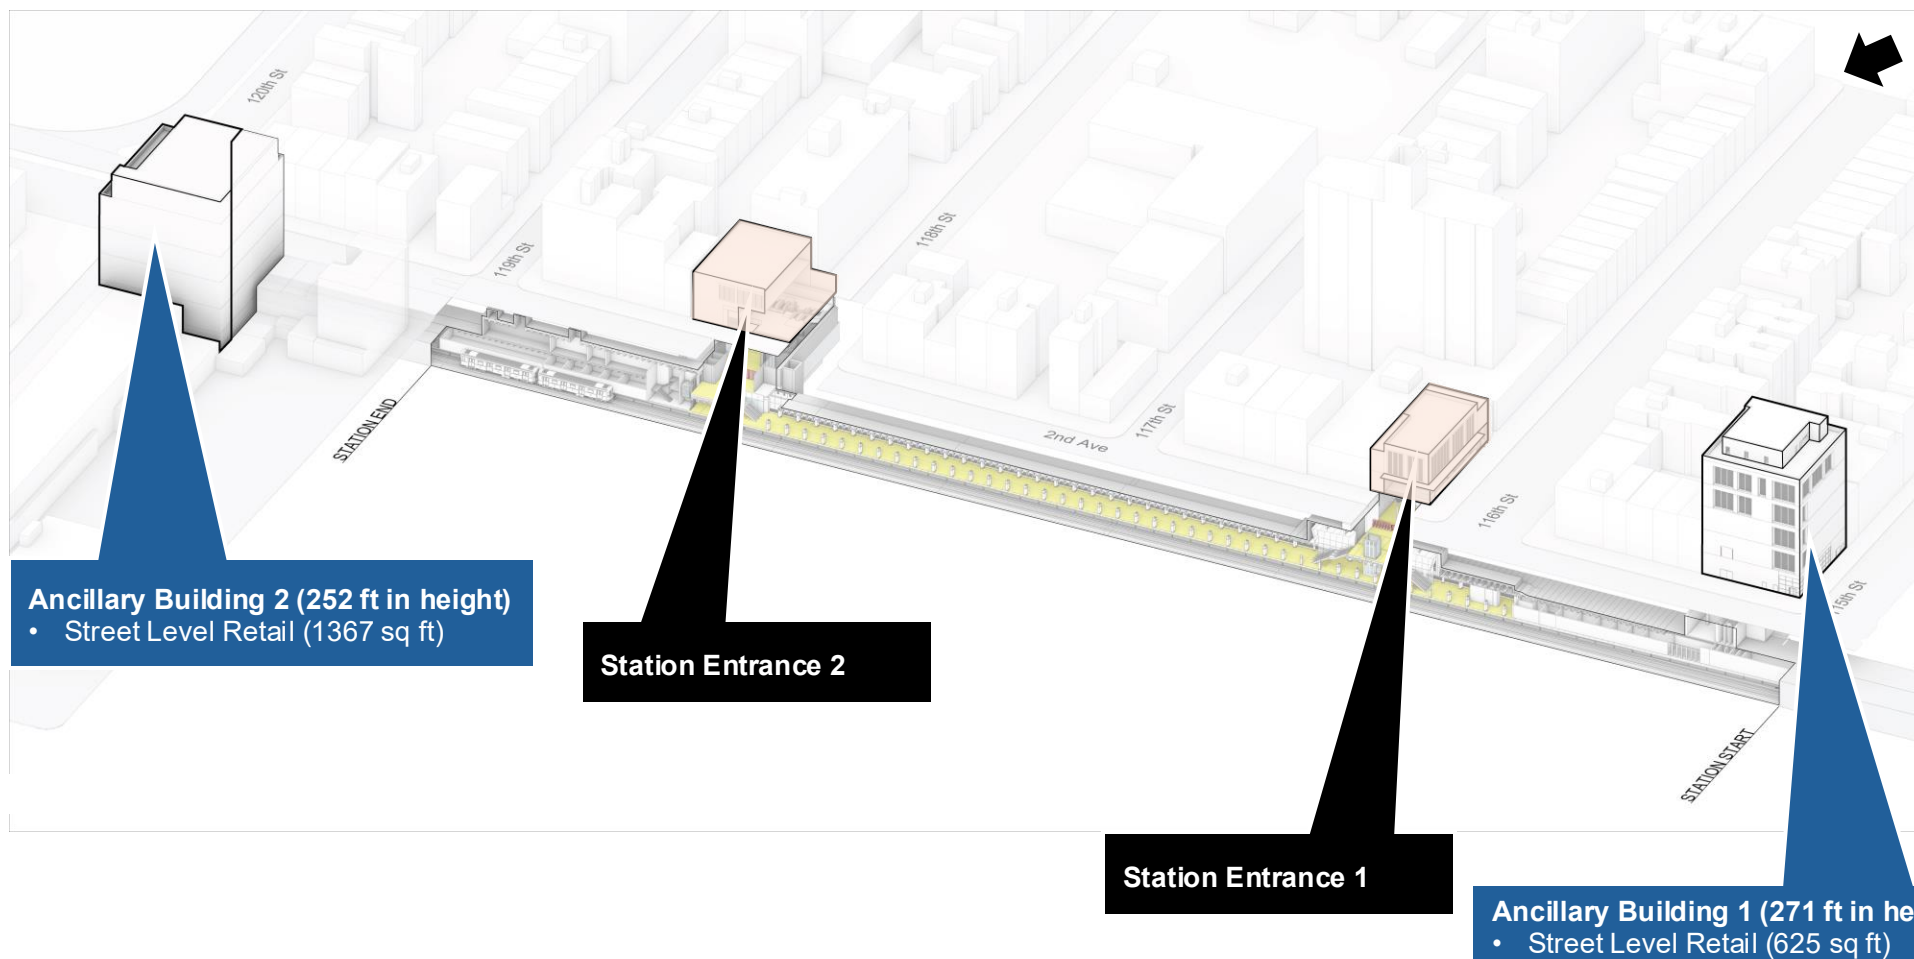 120th St
119th St
118th St
2nd Ave
117th St
116th St
15th St
STATION END
STATION START
Ancillary Building 2 (252 ft in height)
• Street Level Retail (1367 sq ft)
Station Entrance 2
Station Entrance 1
Ancillary Building 1 (271 ft in he
• Street Level Retail (625 sq ft)